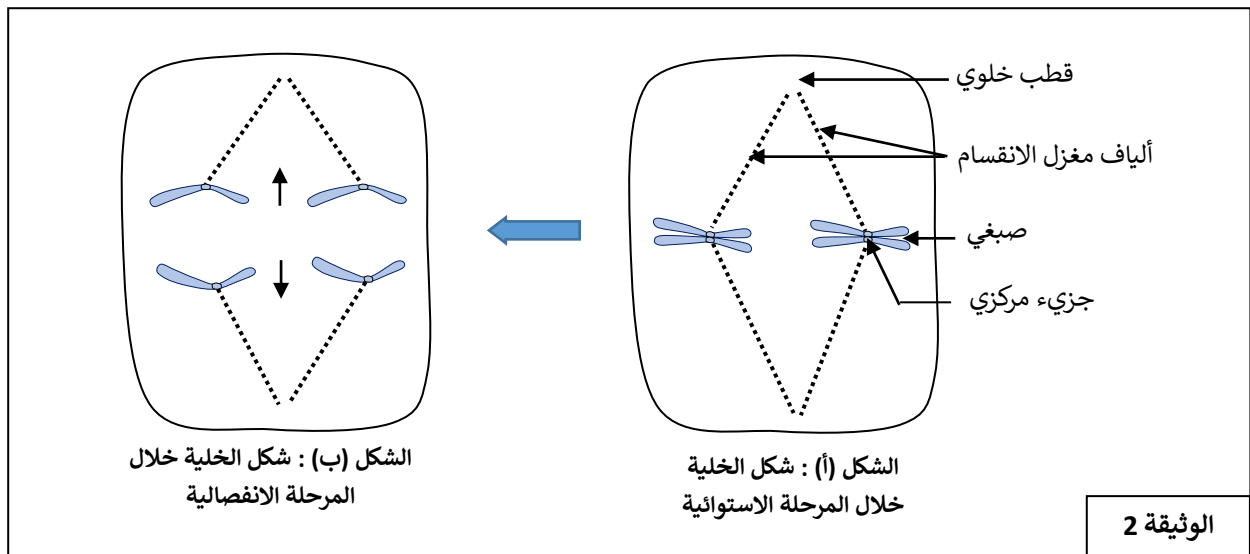 قطب خلوي
ألياف مغزل الانقسام
صبغي
جزيء مركزي
الشكل (أ) : شكل الخلية
خلال المرحلة الاستوائية
الشكل (ب) : شكل الخلية خلال
المرحلة الانفصالية
الوثيقة 2